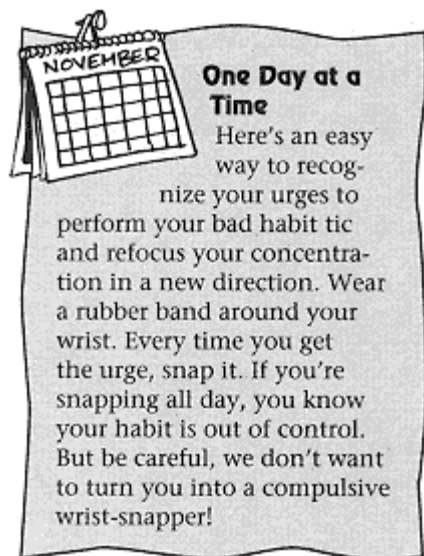 NOVEMBER
One Day at a
Time
Here's an easy
way to recog-
nize your urges to
perform your bad habit tic
and refocus your concentra-
tion in a new direction. Wear
a rubber band around your
wrist. Every time you get
the urge, snap it. If you're
snapping all day, you know
your habit is out of control.
But be careful, we don't want
to turn you into a compulsive
wrist-snapper!